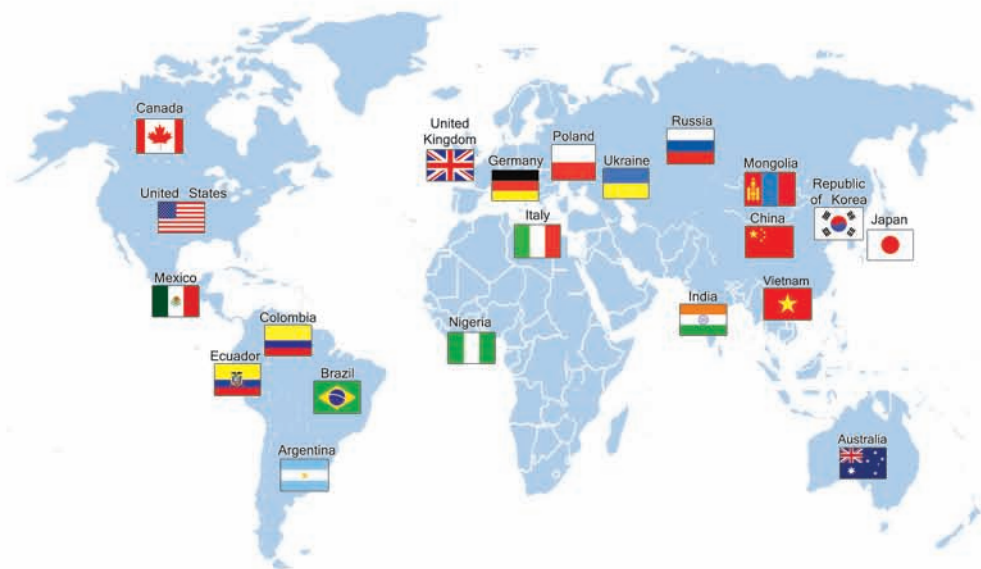 Canada
United States
Mexico
Colombia
Ecuador
Brazil
Argentina
United
Kingdom
Germany
Poland
Ukraine
Italy
Nigeria
Russia
Mongolia
Republic
of Korea
China
Japan
India
Vietnam
Australia